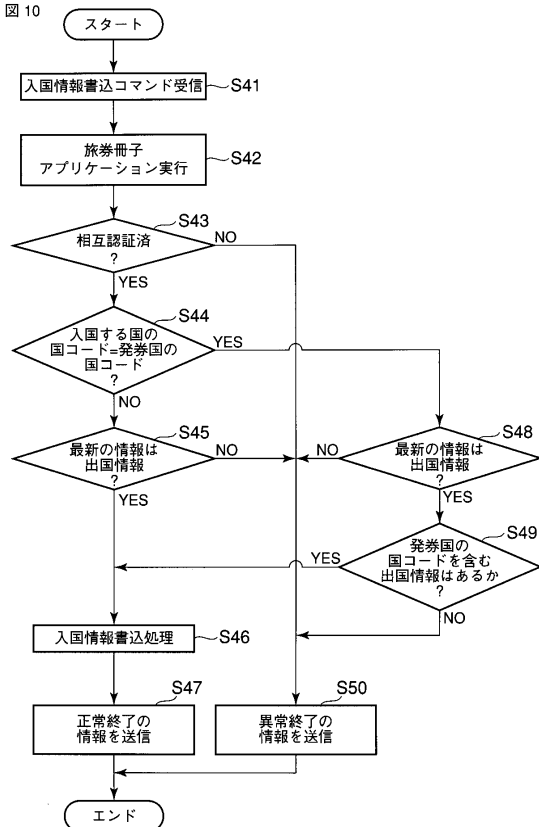 図 10
スタート
入国情報書込コマンド受信
S41
旅券冊子
アプリケーション実行
S42
S43
相互認証済
?
NO
YES
S44
入国する国の
国コード=発券国の
国コード
?
YES
NO
S45
最新の情報は
出国情報
?
NO
YES
S48
最新の情報は
出国情報
?
NO
YES
S49
発券国の
国コードを含む
出国情報はあるか
?
YES
NO
入国情報書込処理
S46
S47
正常終了の
情報を送信
S50
異常終了の
情報を送信
エンド